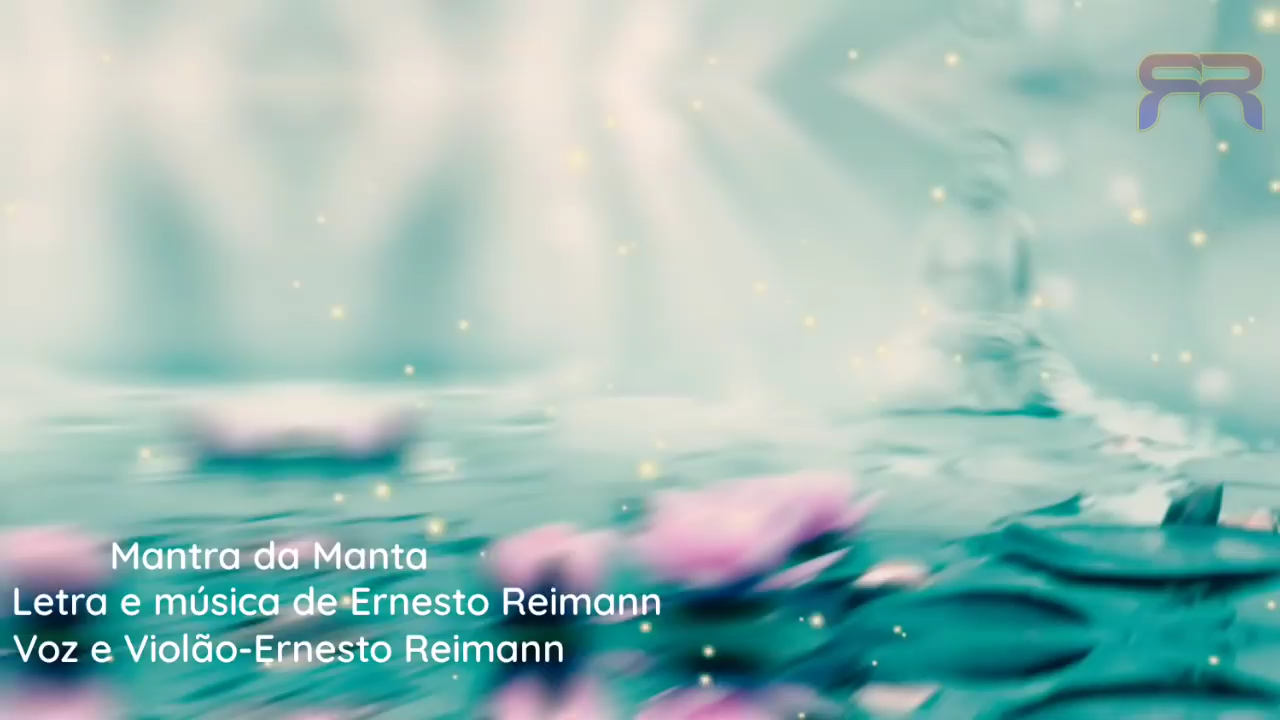 Mantra da Manta
Letra e música de Ernesto Reimann
Voz e Violão-Ernesto Reimann